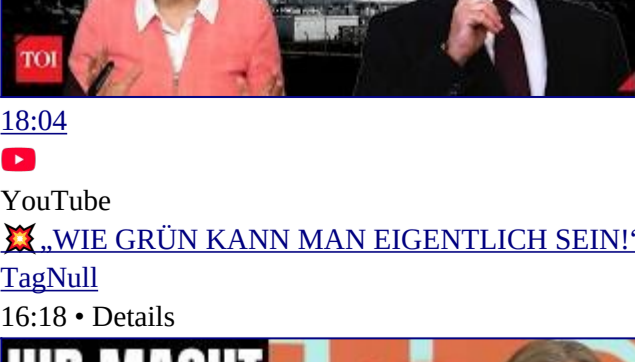 TOI
18:04
YouTube
💥„WIE GRÜN KANN MAN EIGENTLICH SEIN!“
TagNull
16:18 • Details